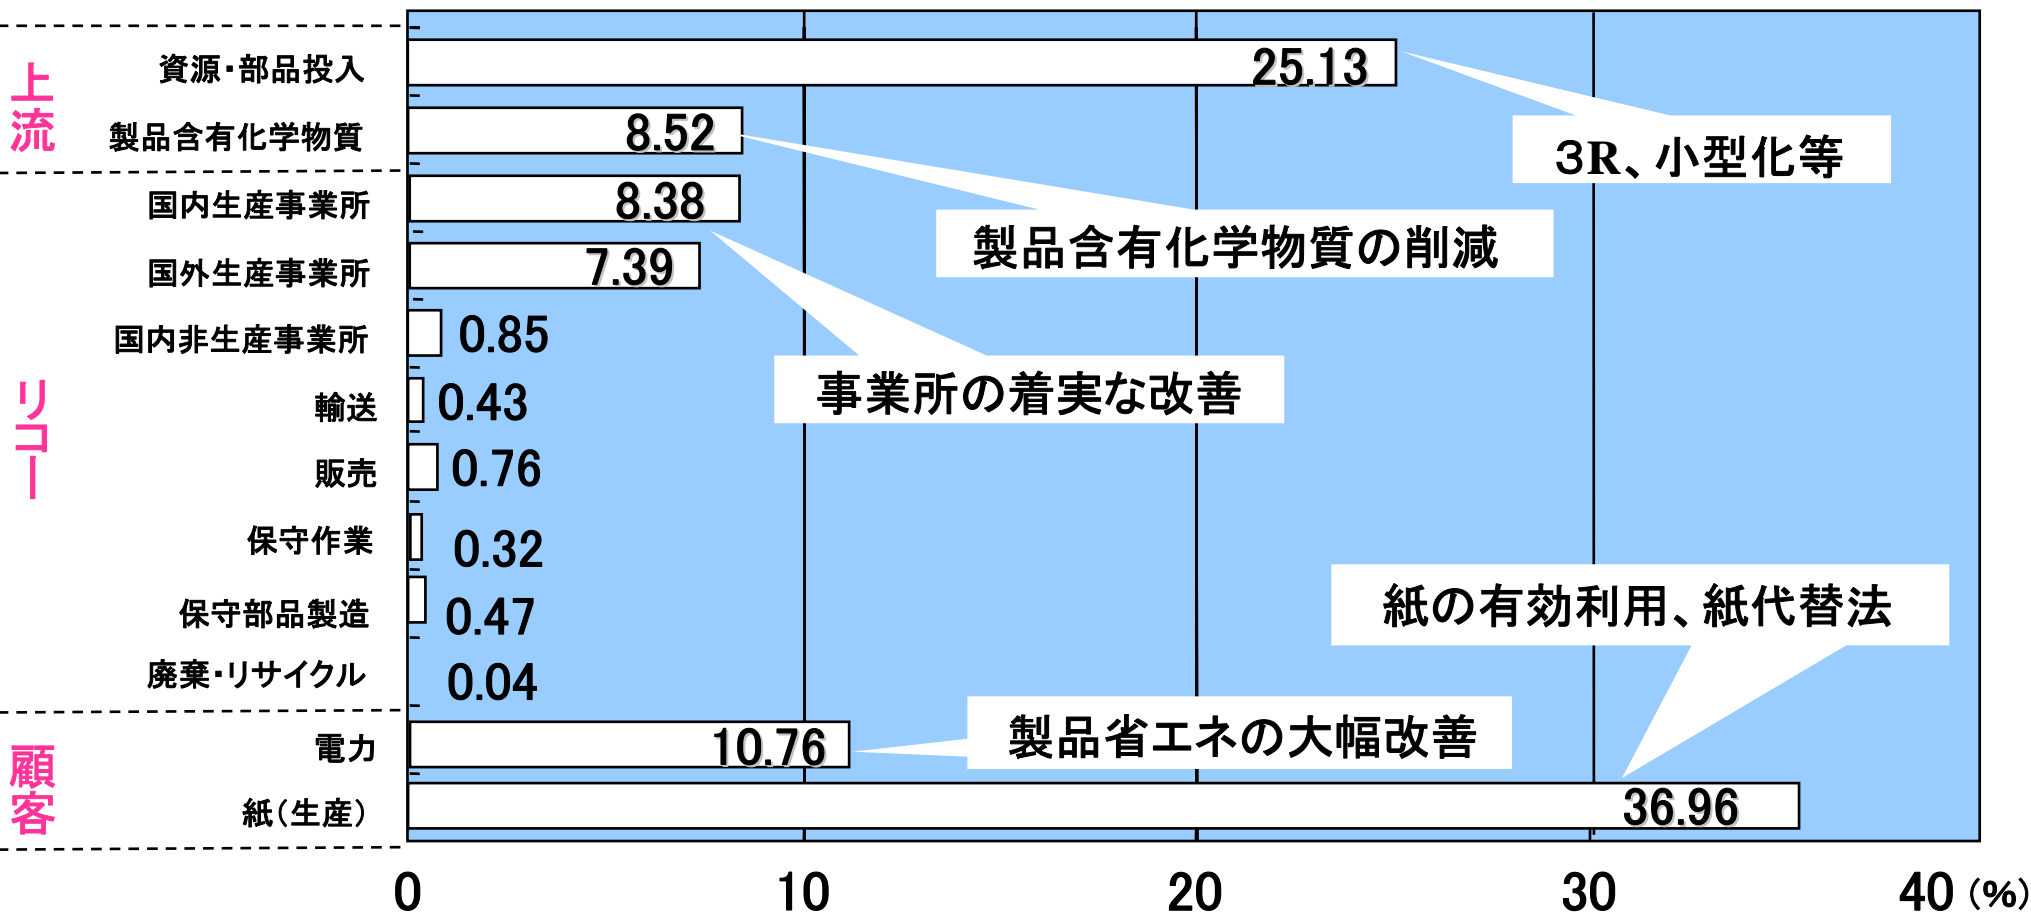 上流
資源・部品投入
25.13
3R、小型化等
製品含有化学物質
8.52
製品含有化学物質の削減
リコー
国内生産事業所
8.38
国外生産事業所
7.39
事業所の着実な改善
国内非生産事業所
0.85
輸送
0.43
販売
0.76
保守作業
0.32
保守部品製造
0.47
廃棄・リサイクル
0.04
顧客
電力
10.76
製品省エネの大幅改善
紙(生産)
36.96
紙の有効利用、紙代替法
0 10 20 30 40 (%)